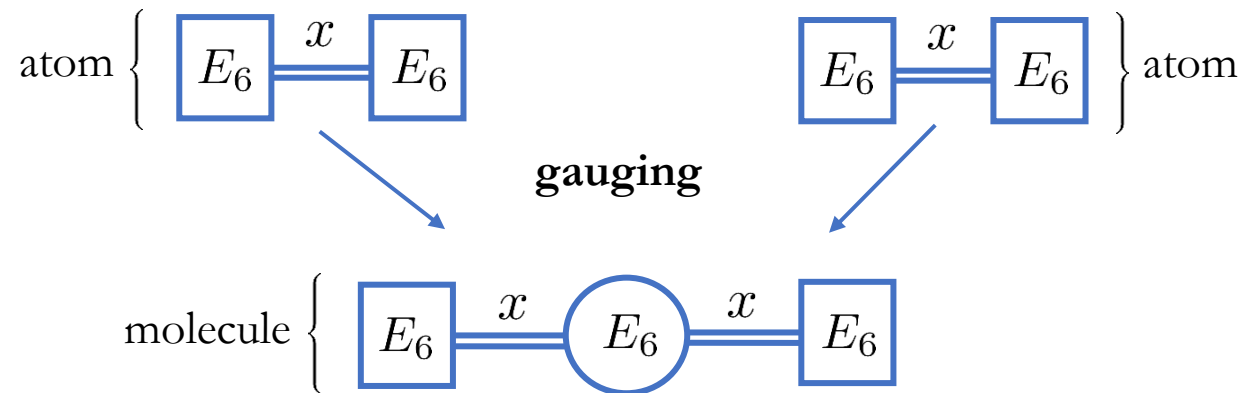 x x
atom { E₆ E₆ E₆ E₆ } atom
gauging
x x
molecule { E₆ E₆ E₆